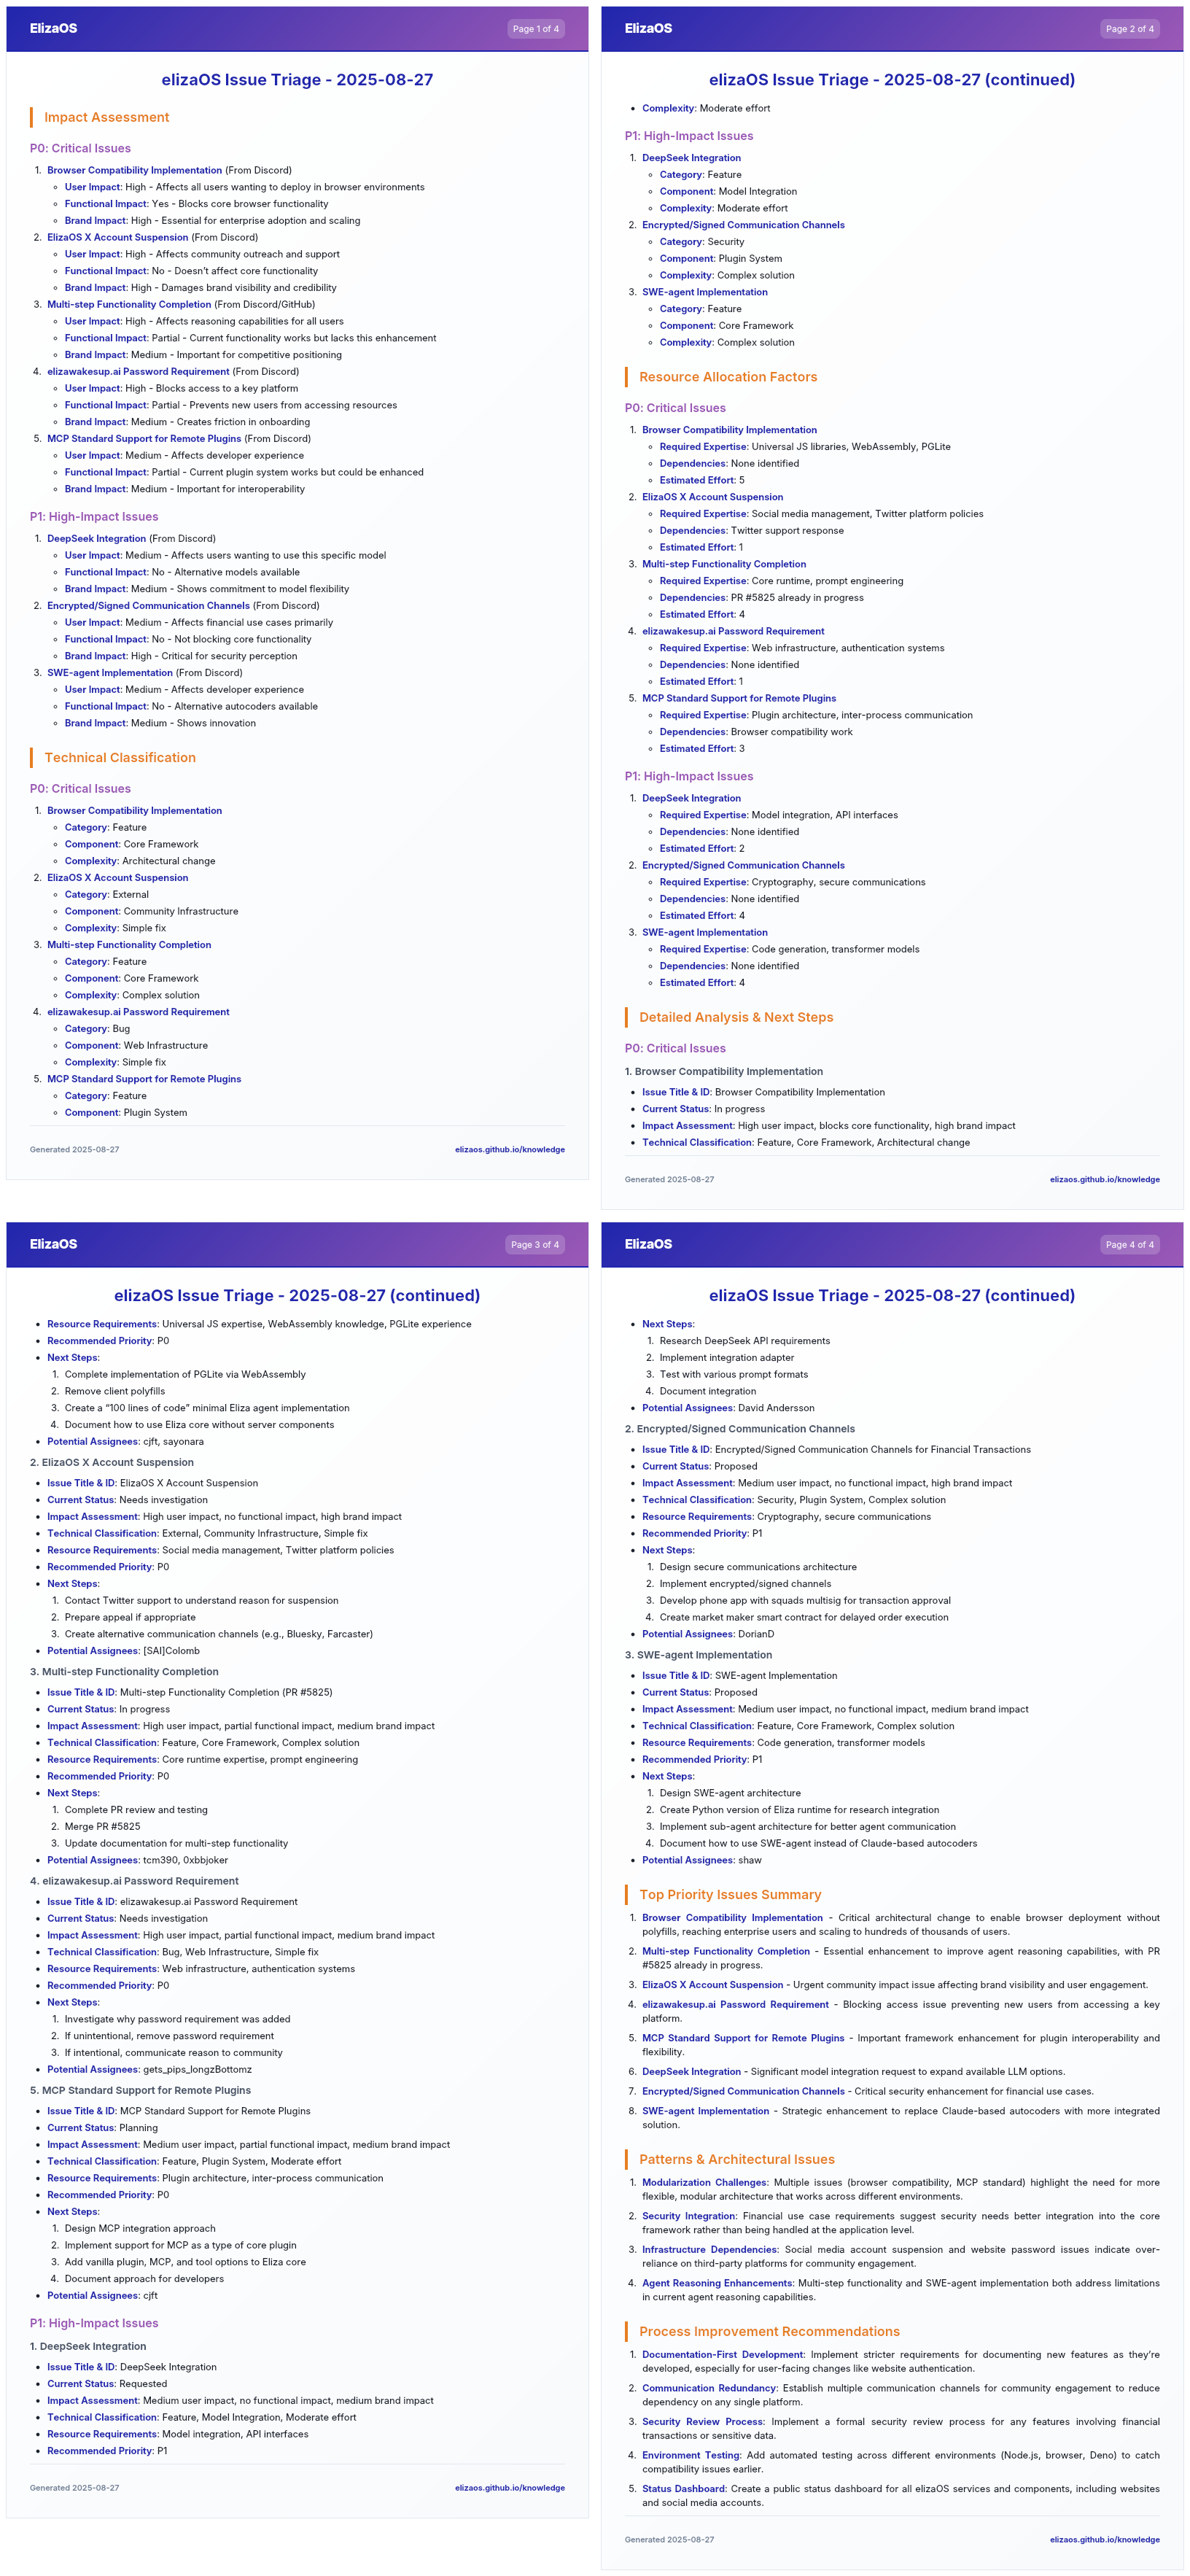 ElizaOS
Page 1 of 4
elizaOS Issue Triage - 2025-08-27
Impact Assessment
P0: Critical Issues
1. Browser Compatibility Implementation (From Discord)
◦ User Impact: High - Affects all users wanting to deploy in browser environments
◦ Functional Impact: Yes - Blocks core browser functionality
◦ Brand Impact: High - Essential for enterprise adoption and scaling
2. ElizaOS X Account Suspension (From Discord)
◦ User Impact: High - Affects community outreach and support
◦ Functional Impact: No - Doesn't affect core functionality
◦ Brand Impact: High - Damages brand visibility and credibility
3. Multi-step Functionality Completion (From Discord/GitHub)
◦ User Impact: High - Affects reasoning capabilities for all users
◦ Functional Impact: Partial - Current functionality works but lacks this enhancement
◦ Brand Impact: Medium - Important for competitive positioning
4. elizawakesup.ai Password Requirement (From Discord)
◦ User Impact: High - Blocks access to a key platform
◦ Functional Impact: Partial - Prevents new users from accessing resources
◦ Brand Impact: Medium - Creates friction in onboarding
5. MCP Standard Support for Remote Plugins (From Discord)
◦ User Impact: Medium - Affects developer experience
◦ Functional Impact: Partial - Current plugin system works but could be enhanced
◦ Brand Impact: Medium - Important for interoperability
P1: High-Impact Issues
1. DeepSeek Integration (From Discord)
◦ User Impact: Medium - Affects users wanting to use this specific model
◦ Functional Impact: No - Alternative models available
◦ Brand Impact: Medium - Shows commitment to model flexibility
2. Encrypted/Signed Communication Channels (From Discord)
◦ User Impact: Medium - Affects financial use cases primarily
◦ Functional Impact: No - Not blocking core functionality
◦ Brand Impact: High - Critical for security perception
3. SWE-agent Implementation (From Discord)
◦ User Impact: Medium - Affects developer experience
◦ Functional Impact: No - Alternative autocoders available
◦ Brand Impact: Medium - Shows innovation
Technical Classification
P0: Critical Issues
1. Browser Compatibility Implementation
◦ Category: Feature
◦ Component: Core Framework
◦ Complexity: Architectural change
2. ElizaOS X Account Suspension
◦ Category: External
◦ Component: Community Infrastructure
◦ Complexity: Simple fix
3. Multi-step Functionality Completion
◦ Category: Feature
◦ Component: Core Framework
◦ Complexity: Complex solution
4. elizawakesup.ai Password Requirement
◦ Category: Bug
◦ Component: Web Infrastructure
◦ Complexity: Simple fix
5. MCP Standard Support for Remote Plugins
◦ Category: Feature
◦ Component: Plugin System
Generated 2025-08-27
elizaos.github.io/knowledge
ElizaOS
Page 2 of 4
elizaOS Issue Triage - 2025-08-27 (continued)
• Complexity: Moderate effort
P1: High-Impact Issues
1. DeepSeek Integration
◦ Category: Feature
◦ Component: Model Integration
◦ Complexity: Moderate effort
2. Encrypted/Signed Communication Channels
◦ Category: Security
◦ Component: Plugin System
◦ Complexity: Complex solution
3. SWE-agent Implementation
◦ Category: Feature
◦ Component: Core Framework
◦ Complexity: Complex solution
Resource Allocation Factors
P0: Critical Issues
1. Browser Compatibility Implementation
◦ Required Expertise: Universal JS libraries, WebAssembly, PGLite
◦ Dependencies: None identified
◦ Estimated Effort: 5
2. ElizaOS X Account Suspension
◦ Required Expertise: Social media management, Twitter platform policies
◦ Dependencies: Twitter support response
◦ Estimated Effort: 1
3. Multi-step Functionality Completion
◦ Required Expertise: Core runtime, prompt engineering
◦ Dependencies: PR #5825 already in progress
◦ Estimated Effort: 4
4. elizawakesup.ai Password Requirement
◦ Required Expertise: Web infrastructure, authentication systems
◦ Dependencies: None identified
◦ Estimated Effort: 1
5. MCP Standard Support for Remote Plugins
◦ Required Expertise: Plugin architecture, inter-process communication
◦ Dependencies: Browser compatibility work
◦ Estimated Effort: 3
P1: High-Impact Issues
1. DeepSeek Integration
◦ Required Expertise: Model integration, API interfaces
◦ Dependencies: None identified
◦ Estimated Effort: 2
2. Encrypted/Signed Communication Channels
◦ Required Expertise: Cryptography, secure communications
◦ Dependencies: None identified
◦ Estimated Effort: 4
3. SWE-agent Implementation
◦ Required Expertise: Code generation, transformer models
◦ Dependencies: None identified
◦ Estimated Effort: 4
Detailed Analysis & Next Steps
P0: Critical Issues
1. Browser Compatibility Implementation
• Issue Title & ID: Browser Compatibility Implementation
• Current Status: In progress
• Impact Assessment: High user impact, blocks core functionality, high brand impact
• Technical Classification: Feature, Core Framework, Architectural change
Generated 2025-08-27
elizaos.github.io/knowledge
ElizaOS
Page 3 of 4
elizaOS Issue Triage - 2025-08-27 (continued)
• Resource Requirements: Universal JS expertise, WebAssembly knowledge, PGLite experience
• Recommended Priority: P0
• Next Steps:
1. Complete implementation of PGLite via WebAssembly
2. Remove client polyfills
3. Create a “100 lines of code” minimal Eliza agent implementation
4. Document how to use Eliza core without server components
• Potential Assignees: cjft, sayonara
2. ElizaOS X Account Suspension
• Issue Title & ID: ElizaOS X Account Suspension
• Current Status: Needs investigation
• Impact Assessment: High user impact, no functional impact, high brand impact
• Technical Classification: External, Community Infrastructure, Simple fix
• Resource Requirements: Social media management, Twitter platform policies
• Recommended Priority: P0
• Next Steps:
1. Contact Twitter support to understand reason for suspension
2. Prepare appeal if appropriate
3. Create alternative communication channels (e.g., Bluesky, Farcaster)
• Potential Assignees: [SAI]Colomb
3. Multi-step Functionality Completion
• Issue Title & ID: Multi-step Functionality Completion (PR #5825)
• Current Status: In progress
• Impact Assessment: High user impact, partial functional impact, medium brand impact
• Technical Classification: Feature, Core Framework, Complex solution
• Resource Requirements: Core runtime expertise, prompt engineering
• Recommended Priority: P0
• Next Steps:
1. Complete PR review and testing
2. Merge PR #5825
3. Update documentation for multi-step functionality
• Potential Assignees: tcm390, 0xbbjoker
4. elizawakesup.ai Password Requirement
• Issue Title & ID: elizawakesup.ai Password Requirement
• Current Status: Needs investigation
• Impact Assessment: High user impact, partial functional impact, medium brand impact
• Technical Classification: Bug, Web Infrastructure, Simple fix
• Resource Requirements: Web infrastructure, authentication systems
• Recommended Priority: P0
• Next Steps:
1. Investigate why password requirement was added
2. If unintentional, remove password requirement
3. If intentional, communicate reason to community
• Potential Assignees: gets_pips_longzBottomz
5. MCP Standard Support for Remote Plugins
• Issue Title & ID: MCP Standard Support for Remote Plugins
• Current Status: Planning
• Impact Assessment: Medium user impact, partial functional impact, medium brand impact
• Technical Classification: Feature, Plugin System, Moderate effort
• Resource Requirements: Plugin architecture, inter-process communication
• Recommended Priority: P0
• Next Steps:
1. Design MCP integration approach
2. Implement support for MCP as a type of core plugin
3. Add vanilla plugin, MCP, and tool options to Eliza core
4. Document approach for developers
• Potential Assignees: cjft
P1: High-Impact Issues
1. DeepSeek Integration
• Issue Title & ID: DeepSeek Integration
• Current Status: Requested
• Impact Assessment: Medium user impact, no functional impact, medium brand impact
• Technical Classification: Feature, Model Integration, Moderate effort
• Resource Requirements: Model integration, API interfaces
• Recommended Priority: P1
Generated 2025-08-27
elizaos.github.io/knowledge
ElizaOS
Page 4 of 4
elizaOS Issue Triage - 2025-08-27 (continued)
• Next Steps:
1. Research DeepSeek API requirements
2. Implement integration adapter
3. Test with various prompt formats
4. Document integration
• Potential Assignees: David Andersson
2. Encrypted/Signed Communication Channels
• Issue Title & ID: Encrypted/Signed Communication Channels for Financial Transactions
• Current Status: Proposed
• Impact Assessment: Medium user impact, no functional impact, high brand impact
• Technical Classification: Security, Plugin System, Complex solution
• Resource Requirements: Cryptography, secure communications
• Recommended Priority: P1
• Next Steps:
1. Design secure communications architecture
2. Implement encrypted/signed channels
3. Develop phone app with squads multisig for transaction approval
4. Create market maker smart contract for delayed order execution
• Potential Assignees: DorianD
3. SWE-agent Implementation
• Issue Title & ID: SWE-agent Implementation
• Current Status: Proposed
• Impact Assessment: Medium user impact, no functional impact, medium brand impact
• Technical Classification: Feature, Core Framework, Complex solution
• Resource Requirements: Code generation, transformer models
• Recommended Priority: P1
• Next Steps:
1. Design SWE-agent architecture
2. Create Python version of Eliza runtime for research integration
3. Implement sub-agent architecture for better agent communication
4. Document how to use SWE-agent instead of Claude-based autocoders
• Potential Assignees: shaw
Top Priority Issues Summary
1. Browser Compatibility Implementation - Critical architectural change to enable browser deployment without
polyfills, reaching enterprise users and scaling to hundreds of thousands of users.
2. Multi-step Functionality Completion - Essential enhancement to improve agent reasoning capabilities, with PR
#5825 already in progress.
3. ElizaOS X Account Suspension - Urgent community impact issue affecting brand visibility and user engagement.
4. elizawakesup.ai Password Requirement - Blocking access issue preventing new users from accessing a key
platform.
5. MCP Standard Support for Remote Plugins - Important framework enhancement for plugin interoperability and
flexibility.
6. DeepSeek Integration - Significant model integration request to expand available LLM options.
7. Encrypted/Signed Communication Channels - Critical security enhancement for financial use cases.
8. SWE-agent Implementation - Strategic enhancement to replace Claude-based autocoders with more integrated
solution.
Patterns & Architectural Issues
1. Modularization Challenges: Multiple issues (browser compatibility, MCP standard) highlight the need for more
flexible, modular architecture that works across different environments.
2. Security Integration: Financial use case requirements suggest security needs better integration into the core
framework rather than being handled at the application level.
3. Infrastructure Dependencies: Social media account suspension and website password issues indicate over-
reliance on third-party platforms for community engagement.
4. Agent Reasoning Enhancements: Multi-step functionality and SWE-agent implementation both address limitations
in current agent reasoning capabilities.
Process Improvement Recommendations
1. Documentation-First Development: Implement stricter requirements for documenting new features as they're
developed, especially for user-facing changes like website authentication.
2. Communication Redundancy: Establish multiple communication channels for community engagement to reduce
dependency on any single platform.
3. Security Review Process: Implement a formal security review process for any features involving financial
transactions or sensitive data.
4. Environment Testing: Add automated testing across different environments (Node.js, browser, Deno) to catch
compatibility issues earlier.
5. Status Dashboard: Create a public status dashboard for all elizaOS services and components, including websites
and social media accounts.
Generated 2025-08-27
elizaos.github.io/knowledge